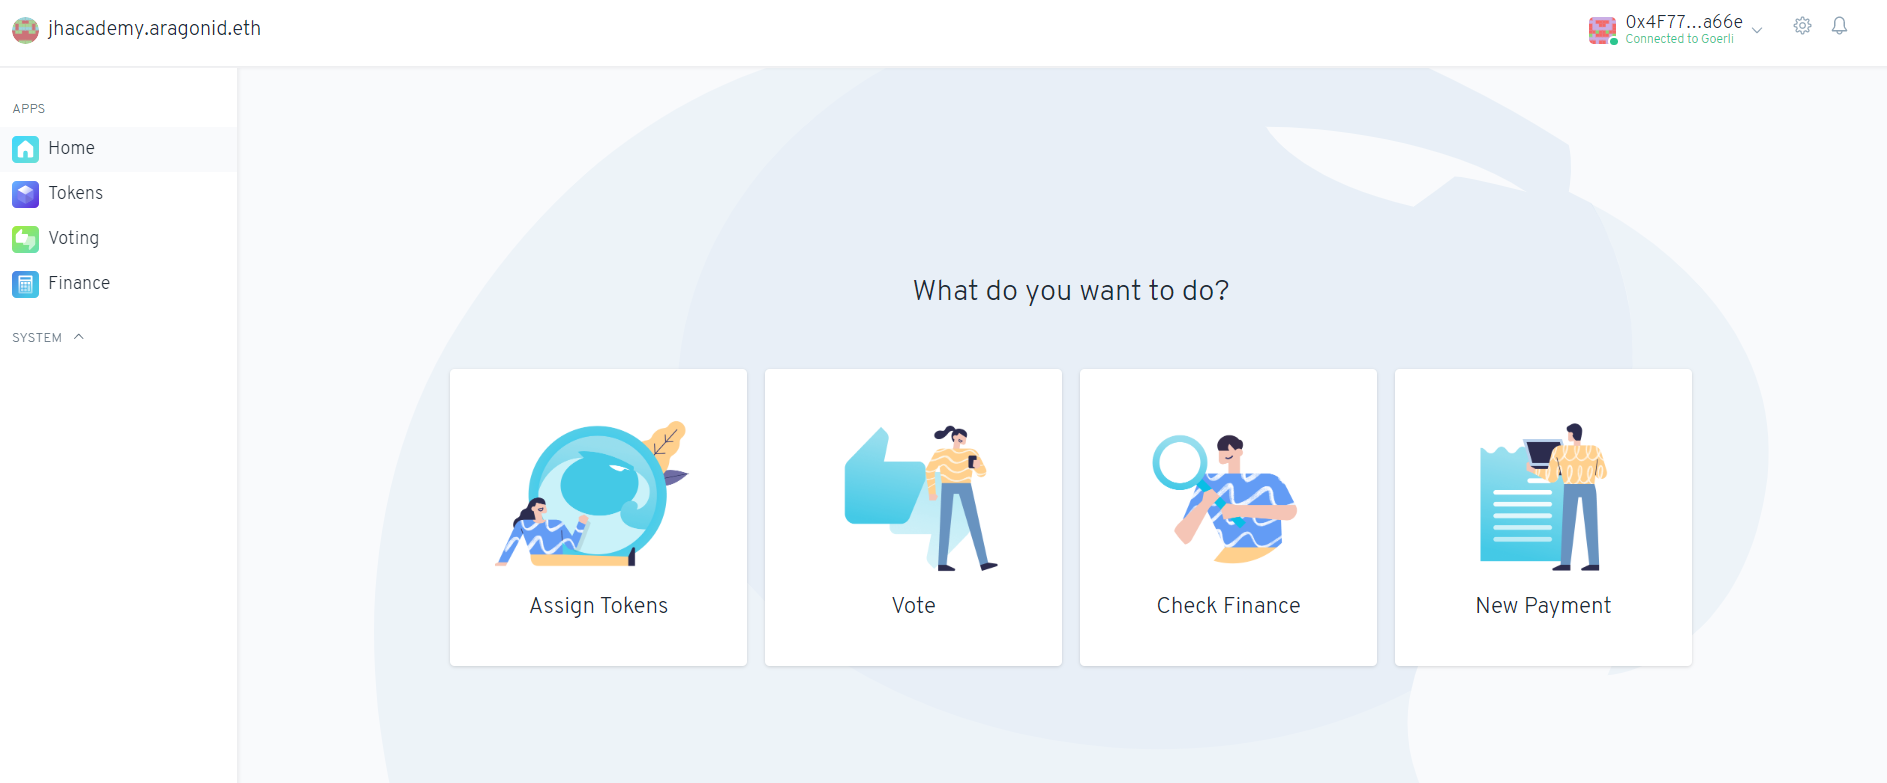 jhacademy.aragonid.eth
0x4F77...a66e
Connected to Goerli
APPS
Home
Tokens
Voting
Finance
SYSTEM
What do you want to do?
Assign Tokens
Vote
Check Finance
New Payment